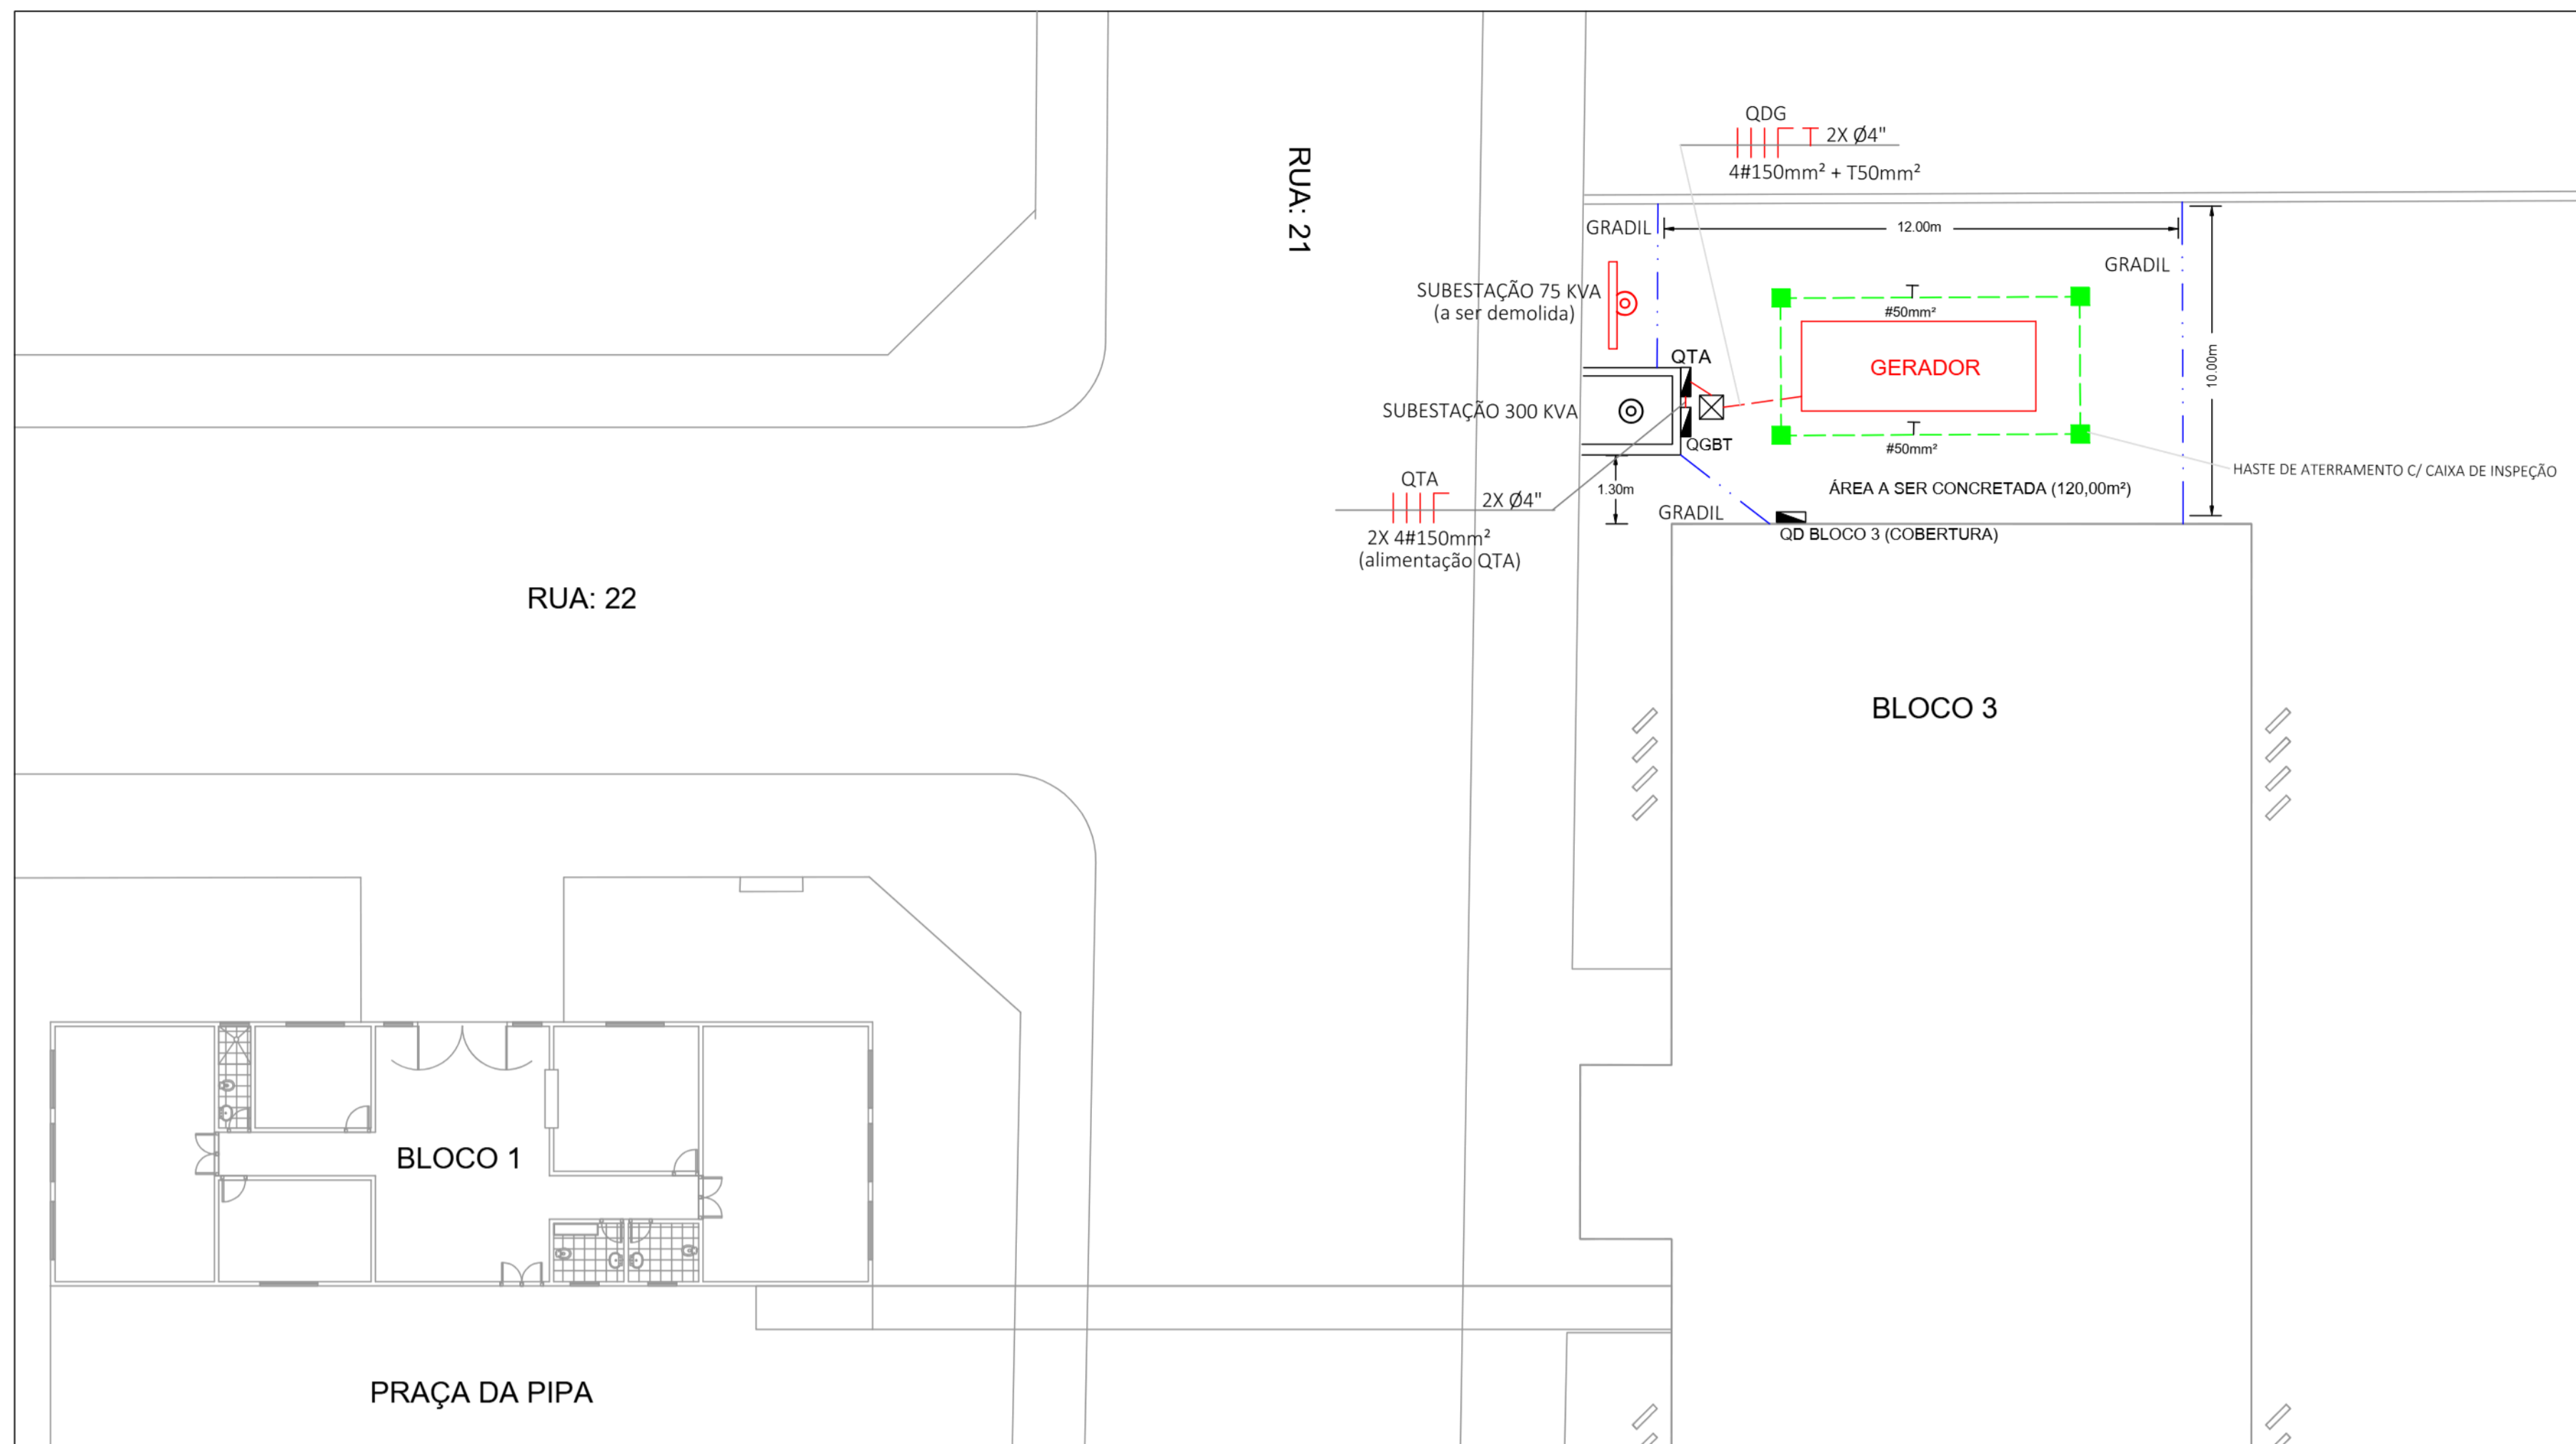 QDG
2X Ø4"
4#150mm² + T50mm²
RUA: 21
GRADIL
12.00m
GRADIL
SUBESTAÇÃO 75 KVA
(a ser demolida)
T
#50mm²
QTA
GERADOR
10.00m
SUBESTAÇÃO 300 KVA
T
#50mm²
QGBT
HASTE DE ATERRAMENTO C/ CAIXA DE INSPEÇÃO
QTA
2X Ø4"
2X 4#150mm²
(alimentação QTA)
1.30m
GRADIL
ÁREA A SER CONCRETADA (120,00m²)
QD BLOCO 3 (COBERTURA)
RUA: 22
BLOCO 3
BLOCO 1
PRAÇA DA PIPA